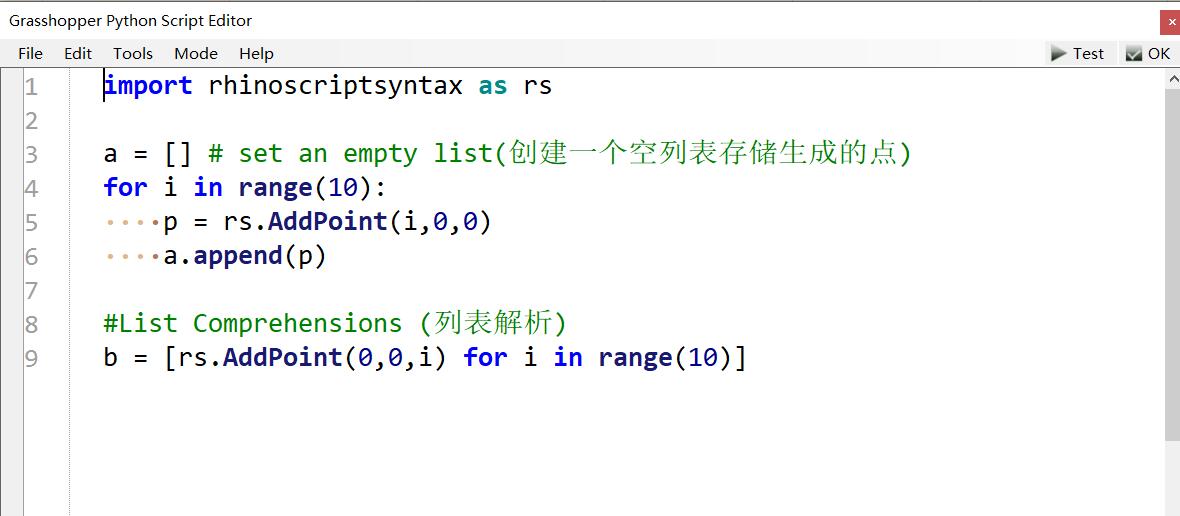 Grasshopper Python Script Editor
File Edit Tools Mode Help Test OK
1 import rhinoscriptsyntax as rs
2
3 a = [] # set an empty list(创建一个空列表存储生成的点)
4 for i in range(10):
5 ····p = rs.AddPoint(i,0,0)
6 ····a.append(p)
7
8 #List Comprehensions (列表解析)
9 b = [rs.AddPoint(0,0,i) for i in range(10)]